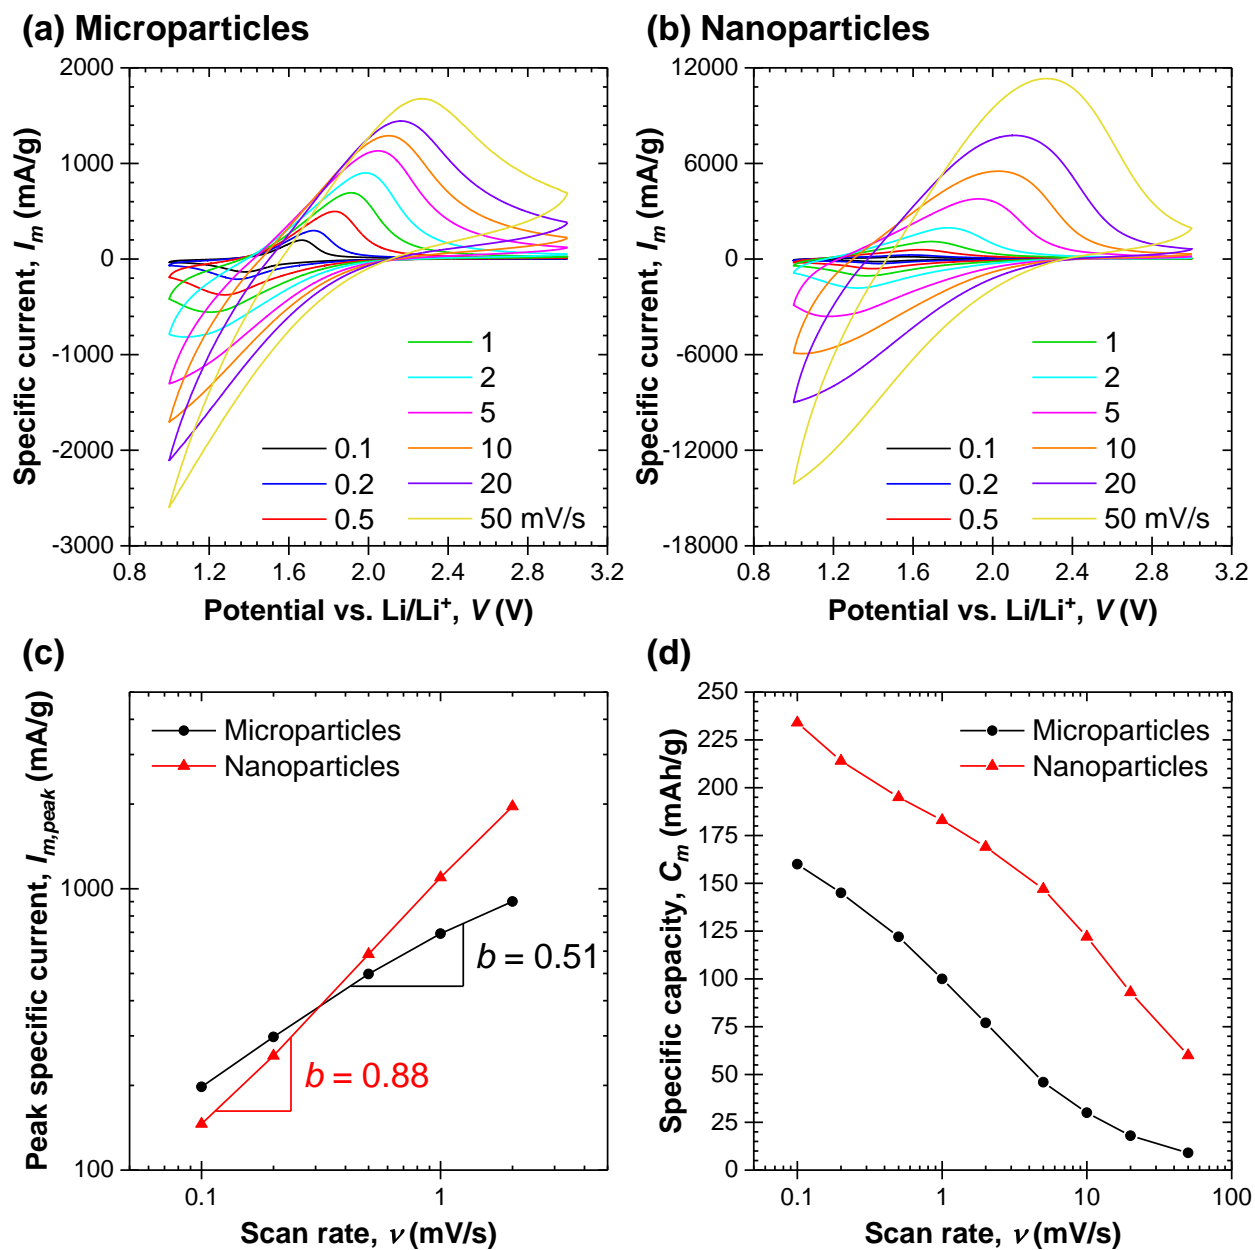 (a) Microparticles
2000
1000
0
-1000
-2000
-3000
Specific current, I_m (mA/g)
0.8 1.2 1.6 2.0 2.4 2.8 3.2
Potential vs. Li/Li⁺, V (V)
0.1
0.2
0.5
1
2
5
10
20
50 mV/s
(b) Nanoparticles
12000
6000
0
-6000
-12000
-18000
Specific current, I_m (mA/g)
0.8 1.2 1.6 2.0 2.4 2.8 3.2
Potential vs. Li/Li⁺, V (V)
0.1
0.2
0.5
1
2
5
10
20
50 mV/s
(c)
Microparticles
Nanoparticles
1000
100
Peak specific current, I_m,peak (mA/g)
b = 0.51
b = 0.88
0.1 1
Scan rate, ν (mV/s)
(d)
Microparticles
Nanoparticles
250
225
200
175
150
125
100
75
50
25
0
Specific capacity, C_m (mAh/g)
0.1 1 10 100
Scan rate, ν (mV/s)